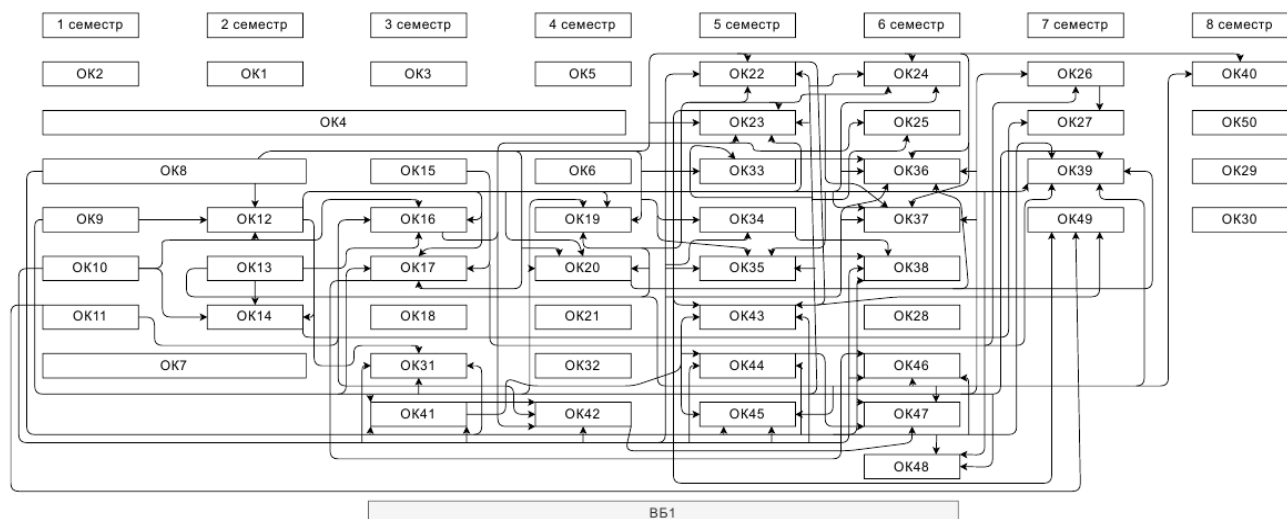 1 семестр 2 семестр 3 семестр 4 семестр 5 семестр 6 семестр 7 семестр 8 семестр
ОК2 ОК1 ОК3 ОК5 ОК22 ОК24 ОК26 ОК40
ОК4 ОК23 ОК25 ОК27 ОК50
ОК8 ОК15 ОК6 ОК33 ОК36 ОК39 ОК29
ОК9 ОК12 ОК16 ОК19 ОК34 ОК37 ОК49 ОК30
ОК10 ОК13 ОК17 ОК20 ОК35 ОК38
ОК11 ОК14 ОК18 ОК21 ОК43 ОК28
ОК7 ОК31 ОК32 ОК44 ОК46
ОК41 ОК42 ОК45 ОК47
ОК48
ВБ1